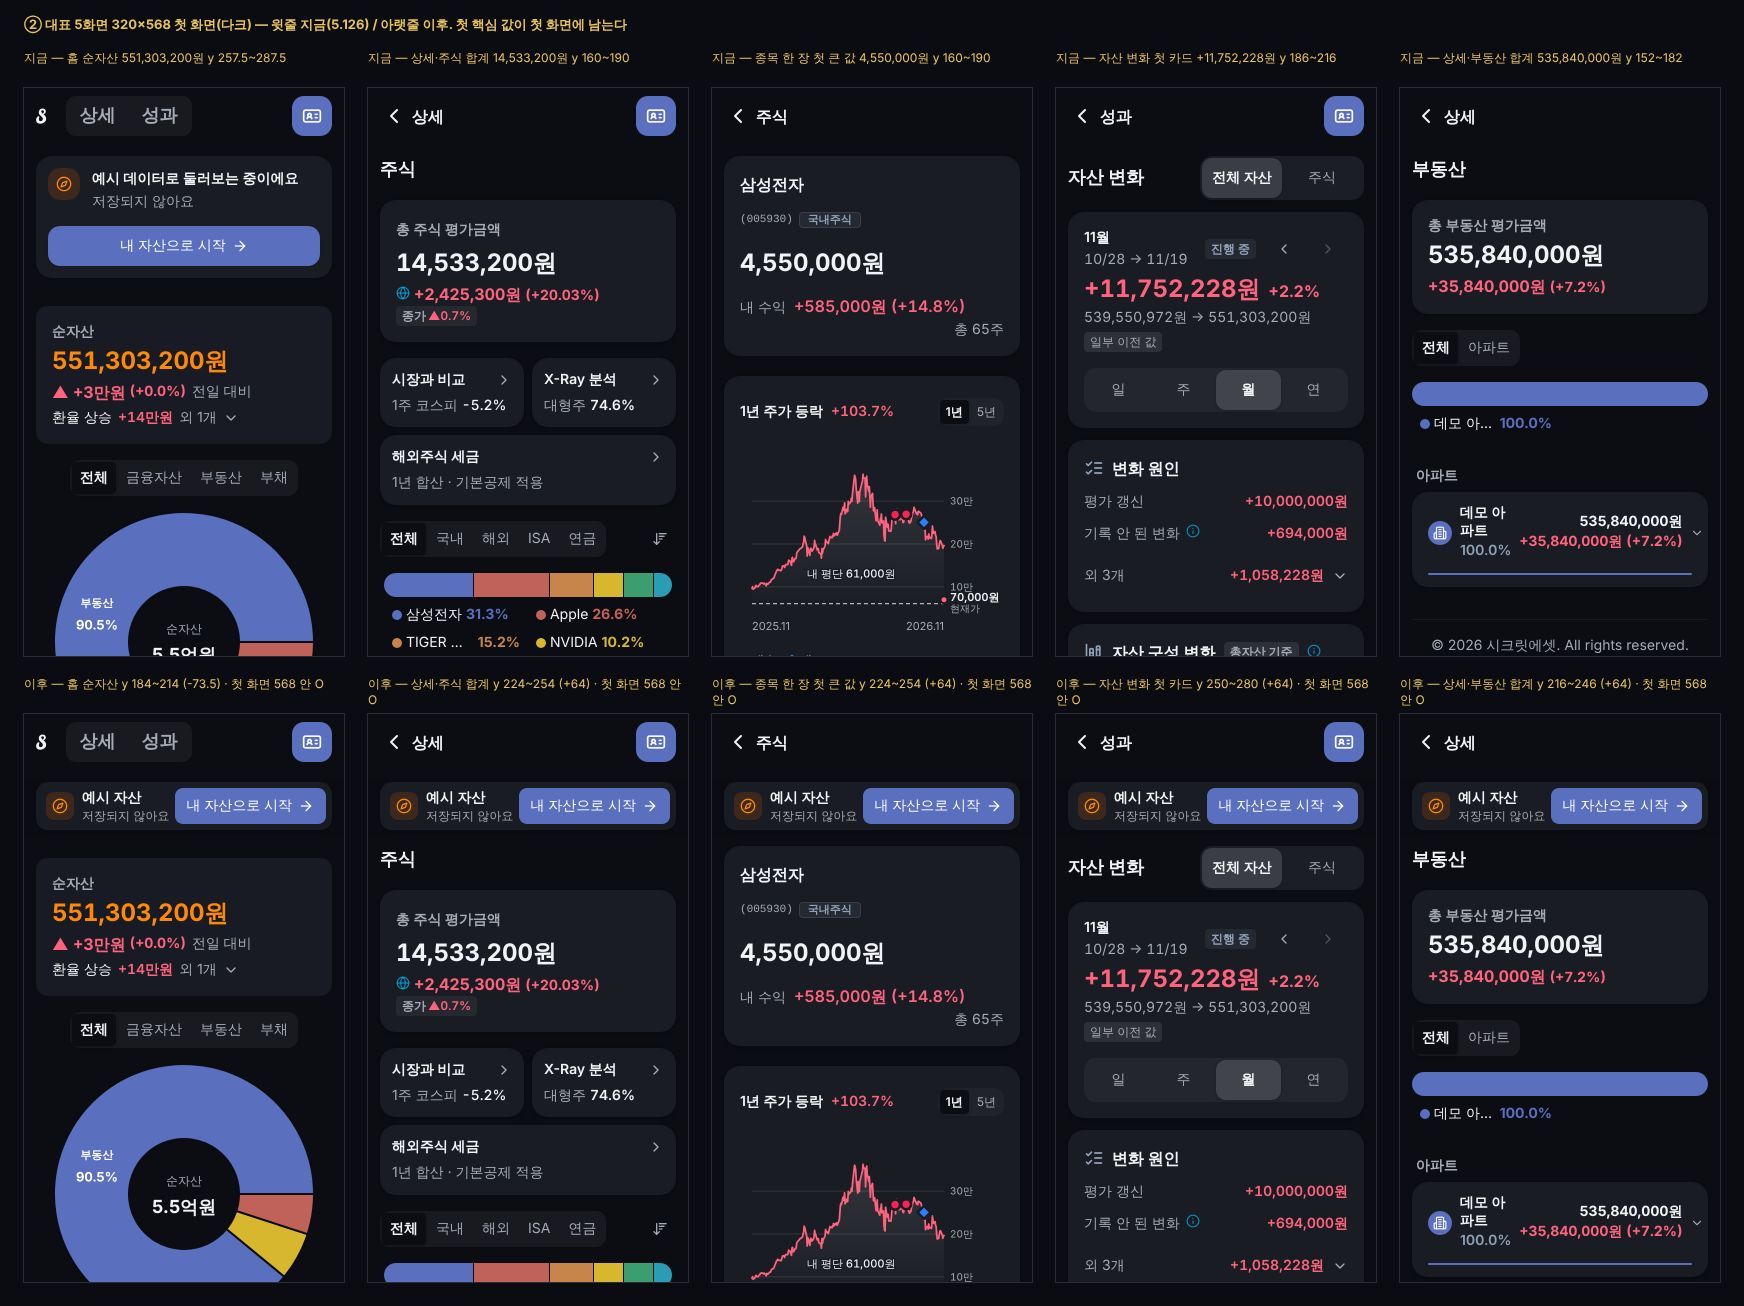 ② 대표 5화면 320×568 첫 화면(다크) — 윗줄 지금(5.126) / 아랫줄 이후. 첫 핵심 값이 첫 화면에 남는다
지금 — 홈 순자산 551,303,200원 y 257.5~287.5
상세 성과
예시 데이터로 둘러보는 중이에요
저장되지 않아요
내 자산으로 시작 →
순자산
551,303,200원
▲ +3만원 (+0.0%) 전일 대비
환율 상승 +14만원 외 1개
전체 금융자산 부동산 부채
부동산
90.5%
순자산
5.5억원
지금 — 상세·주식 합계 14,533,200원 y 160~190
상세
주식
총 주식 평가금액
14,533,200원
+2,425,300원 (+20.03%)
종가 ▲0.7%
시장과 비교
1주 코스피 -5.2%
X-Ray 분석
대형주 74.6%
해외주식 세금
1년 합산 · 기본공제 적용
전체 국내 해외 ISA 연금
삼성전자 31.3% Apple 26.6%
TIGER ... 15.2% NVIDIA 10.2%
지금 — 종목 한 장 첫 큰 값 4,550,000원 y 160~190
주식
삼성전자
(005930) 국내주식
4,550,000원
내 수익 +585,000원 (+14.8%)
총 65주
1년 주가 등락 +103.7% 1년 5년
30만
20만
내 평단 61,000원
10만
70,000원
현재가
2025.11 2026.11
지금 — 자산 변화 첫 카드 +11,752,228원 y 186~216
성과
자산 변화 전체 자산 주식
11월
10/28 → 11/19 진행 중
+11,752,228원 +2.2%
539,550,972원 → 551,303,200원
일부 이전 값
일 주 월 연
변화 원인
평가 갱신 +10,000,000원
기록 안 된 변화 +694,000원
외 3개 +1,058,228원
자산 구성 변화 총자산 기준
지금 — 상세·부동산 합계 535,840,000원 y 152~182
상세
부동산
총 부동산 평가금액
535,840,000원
+35,840,000원 (+7.2%)
전체 아파트
데모 아... 100.0%
아파트
데모 아
파트
100.0%
535,840,000원
+35,840,000원 (+7.2%)
© 2026 시크릿에셋. All rights reserved.
이후 — 홈 순자산 y 184~214 (-73.5) · 첫 화면 568 안 O
상세 성과
예시 자산
저장되지 않아요
내 자산으로 시작 →
순자산
551,303,200원
▲ +3만원 (+0.0%) 전일 대비
환율 상승 +14만원 외 1개
전체 금융자산 부동산 부채
부동산
90.5%
순자산
5.5억원
이후 — 상세·주식 합계 y 224~254 (+64) · 첫 화면 568 안
O
상세
예시 자산
저장되지 않아요
내 자산으로 시작 →
주식
총 주식 평가금액
14,533,200원
+2,425,300원 (+20.03%)
종가 ▲0.7%
시장과 비교
1주 코스피 -5.2%
X-Ray 분석
대형주 74.6%
해외주식 세금
1년 합산 · 기본공제 적용
전체 국내 해외 ISA 연금
이후 — 종목 한 장 첫 큰 값 y 224~254 (+64) · 첫 화면 568
안 O
주식
예시 자산
저장되지 않아요
내 자산으로 시작 →
삼성전자
(005930) 국내주식
4,550,000원
내 수익 +585,000원 (+14.8%)
총 65주
1년 주가 등락 +103.7% 1년 5년
30만
20만
내 평단 61,000원
10만
이후 — 자산 변화 첫 카드 y 250~280 (+64) · 첫 화면 568
안 O
성과
예시 자산
저장되지 않아요
내 자산으로 시작 →
자산 변화 전체 자산 주식
11월
10/28 → 11/19 진행 중
+11,752,228원 +2.2%
539,550,972원 → 551,303,200원
일부 이전 값
일 주 월 연
변화 원인
평가 갱신 +10,000,000원
기록 안 된 변화 +694,000원
외 3개 +1,058,228원
이후 — 상세·부동산 합계 y 216~246 (+64) · 첫 화면 568
안 O
상세
예시 자산
저장되지 않아요
내 자산으로 시작 →
부동산
총 부동산 평가금액
535,840,000원
+35,840,000원 (+7.2%)
전체 아파트
데모 아... 100.0%
아파트
데모 아
파트
100.0%
535,840,000원
+35,840,000원 (+7.2%)